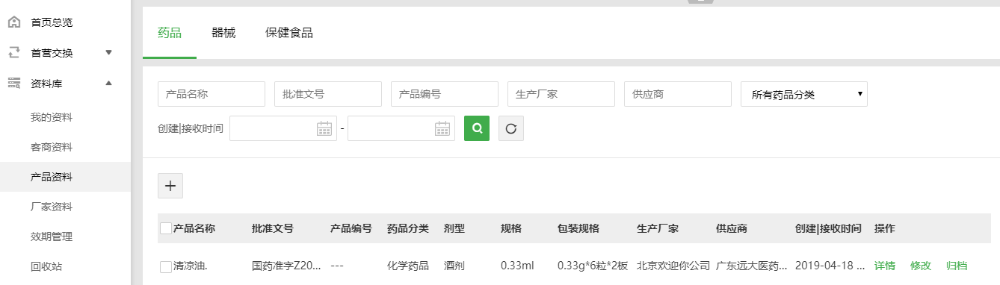 首页总览
首营交换
资料库
我的资料
客商资料
产品资料
厂家资料
效期管理
回收站
药品 器械 保健食品
产品名称 批准文号 产品编号 生产厂家 供应商 所有药品分类
创建|接收时间 -
产品名称 批准文号 产品编号 药品分类 剂型 规格 包装规格 生产厂家 供应商 创建|接收时间 操作
清凉油. 国药准字Z20... --- 化学药品 酒剂 0.33ml 0.33g*6粒*2板 北京欢迎你公司 广东远大医药... 2019-04-18 ... 详情 修改 归档